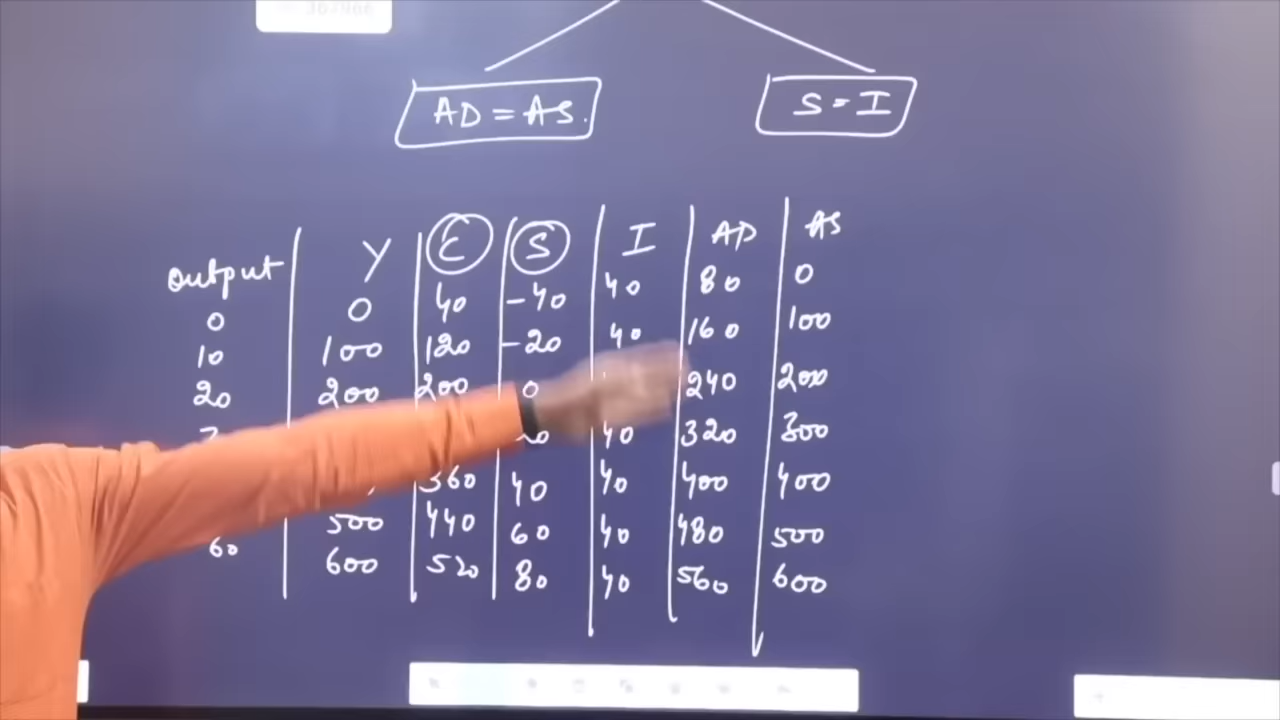 AD = AS.
S = I
output Y C S I AD AS
0 0 40 -40 40 80 0
10 100 120 -20 40 160 100
20 200 200 0 240 200
40 320 300
360 40 40 400 400
500 440 60 40 480 500
60 600 520 80 40 560 600